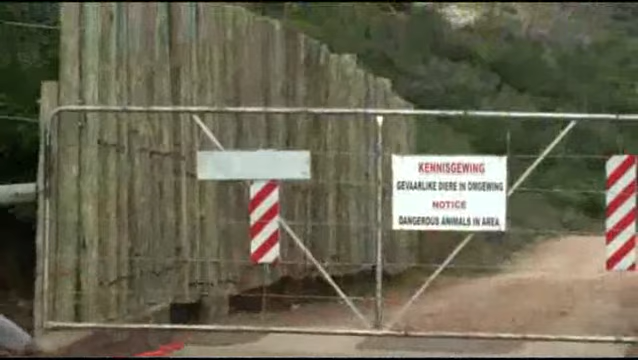 KENNISGEWING
GEVAARLIKE DIERE IN OMGEWING
NOTICE
DANGEROUS ANIMALS IN AREA